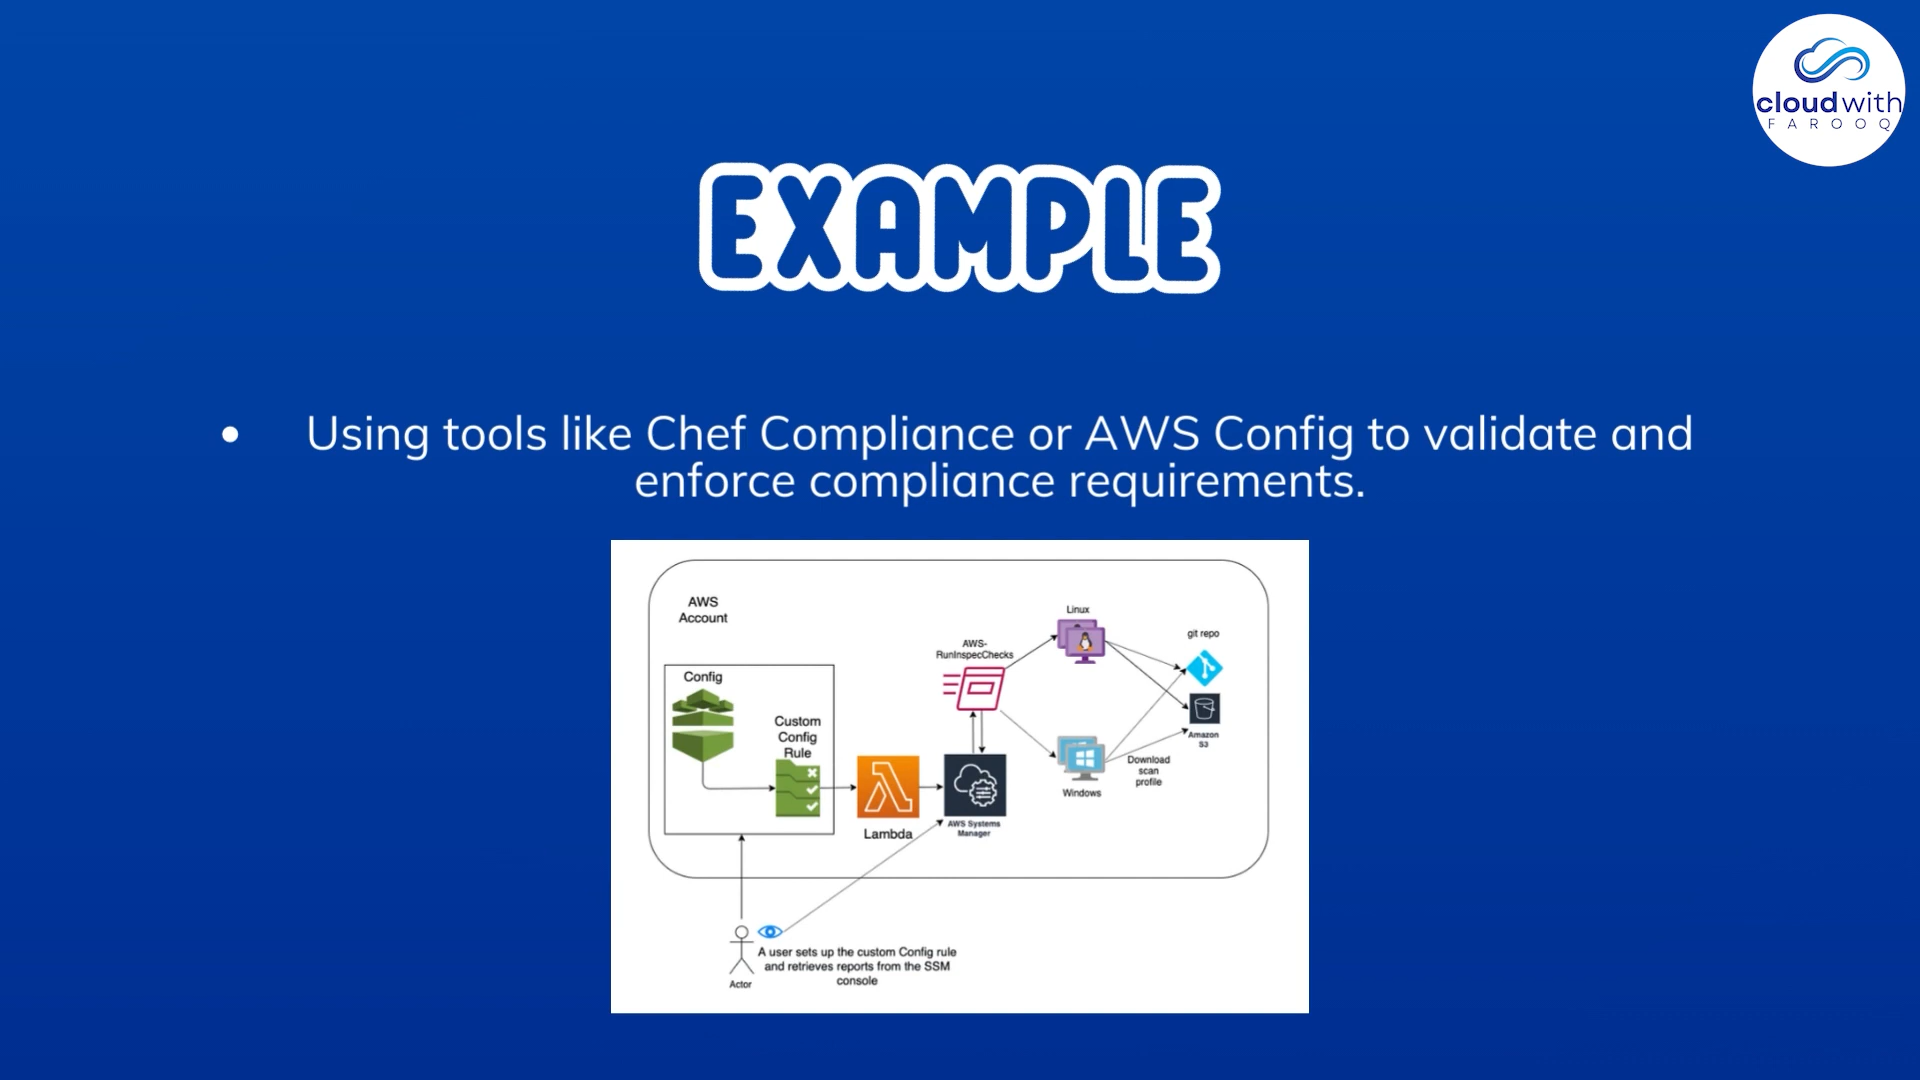 cloudwith
FAROOQ
EXAMPLE
• Using tools like Chef Compliance or AWS Config to validate and
enforce compliance requirements.
AWS
Account
Config
Custom
Config
Rule
Lambda
AWS-
RunInspecChecks
AWS Systems
Manager
Linux
Windows
git repo
Amazon
S3
Download
scan
profile
A user sets up the custom Config rule
and retrieves reports from the SSM
console
Actor